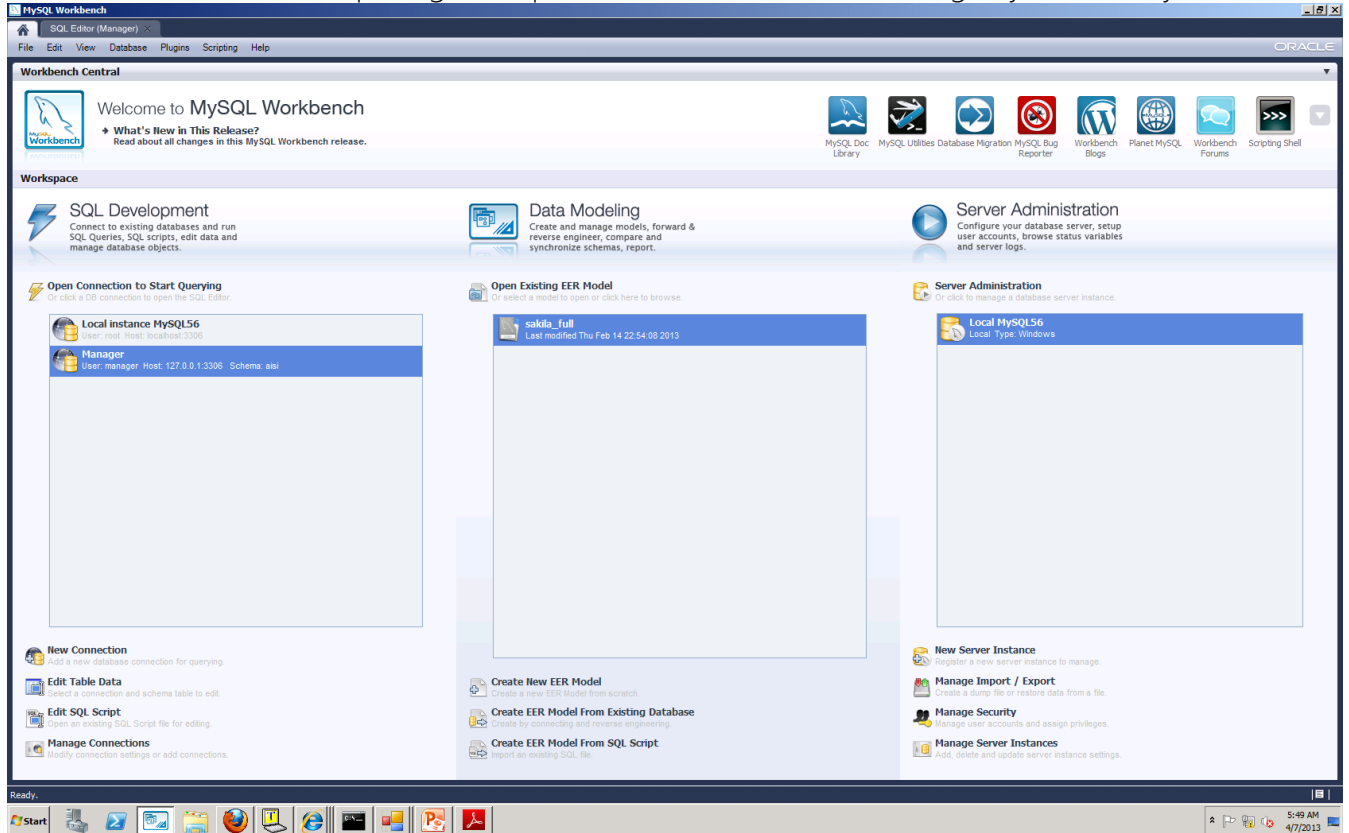 MySQL Workbench
SQL Editor (Manager)
File Edit View Database Plugins Scripting Help
ORACLE
Workbench Central
Welcome to MySQL Workbench
What's New in This Release?
Read about all changes in this MySQL Workbench release.
MySQL Workbench
MySQL Doc Library
MySQL Utilities
Database Migration
MySQL Bug Reporter
Workbench Blogs
Planet MySQL
Workbench Forums
Scripting Shell
Workspace
SQL Development
Connect to existing databases and run
SQL Queries, SQL scripts, edit data and
manage database objects.
Open Connection to Start Querying
Or click a DB connection to open the SQL Editor.
Local instance MySQL56
User: root Host: localhost:3306
Manager
User: manager Host: 127.0.0.1:3306 Schema: aisi
New Connection
Add a new database connection for querying.
Edit Table Data
Select a connection and schema table to edit.
Edit SQL Script
Open an existing SQL Script file for editing.
Manage Connections
Modify connection settings or add connections.
Data Modeling
Create and manage models, forward &
reverse engineer, compare and
synchronize schemas, report.
Open Existing EER Model
Or select a model to open or click here to browse.
sakila_full
Last modified Thu Feb 14 22:54:08 2013
Create New EER Model
Create a new EER Model from scratch.
Create EER Model From Existing Database
Create by connecting and reverse engineering.
Create EER Model From SQL Script
Import an existing SQL file.
Server Administration
Configure your database server, setup
user accounts, browse status variables
and server logs.
Server Administration
Or click to manage a database server instance.
Local MySQL56
Local Type: Windows
New Server Instance
Register a new server instance to manage.
Manage Import / Export
Create a dump file or restore data from a file.
Manage Security
Manage user accounts and assign privileges.
Manage Server Instances
Add, delete and update server instance settings.
Ready.
Start
5:49 AM
4/7/2013